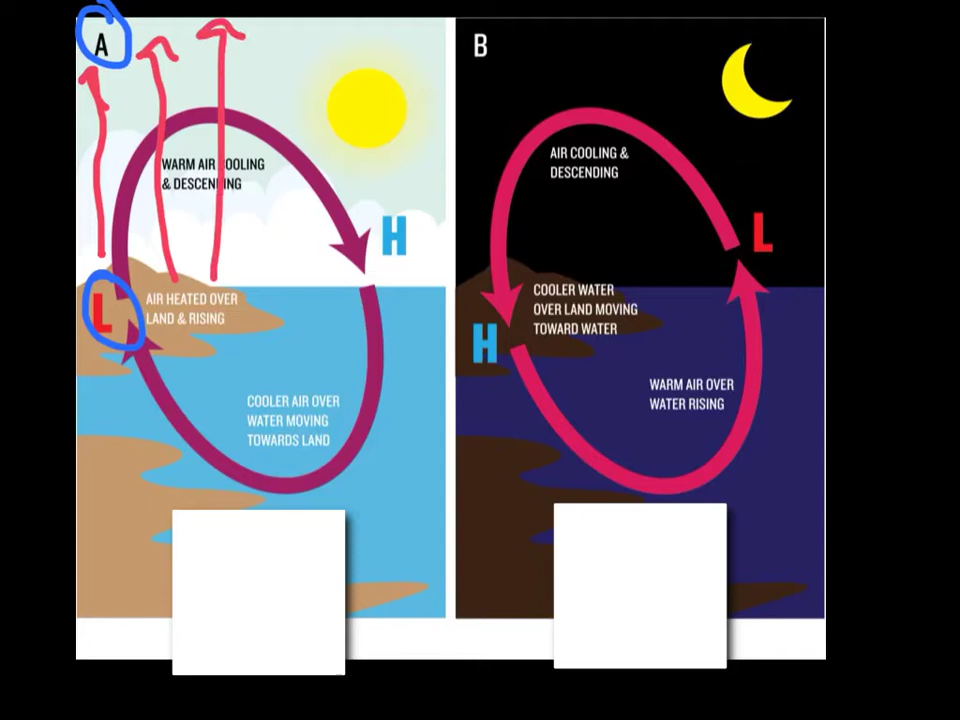 A
WARM AIR COOLING
& DESCENDING
H
L
AIR HEATED OVER
LAND & RISING
COOLER AIR OVER
WATER MOVING
TOWARDS LAND
B
AIR COOLING &
DESCENDING
L
COOLER WATER
OVER LAND MOVING
TOWARD WATER
H
WARM AIR OVER
WATER RISING